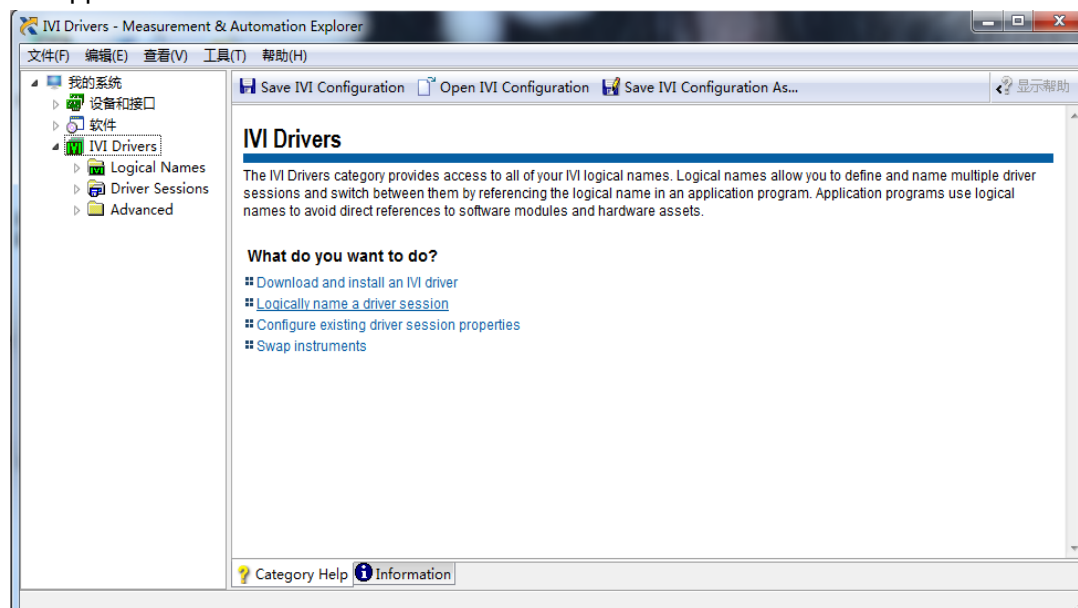 IVI Drivers - Measurement & Automation Explorer
文件(F) 编辑(E) 查看(V) 工具(T) 帮助(H)
我的系统
设备和接口
软件
IVI Drivers
Logical Names
Driver Sessions
Advanced
Save IVI Configuration Open IVI Configuration Save IVI Configuration As... 显示帮助
IVI Drivers
The IVI Drivers category provides access to all of your IVI logical names. Logical names allow you to define and name multiple driver
sessions and switch between them by referencing the logical name in an application program. Application programs use logical
names to avoid direct references to software modules and hardware assets.
What do you want to do?
Download and install an IVI driver
Logically name a driver session
Configure existing driver session properties
Swap instruments
Category Help Information